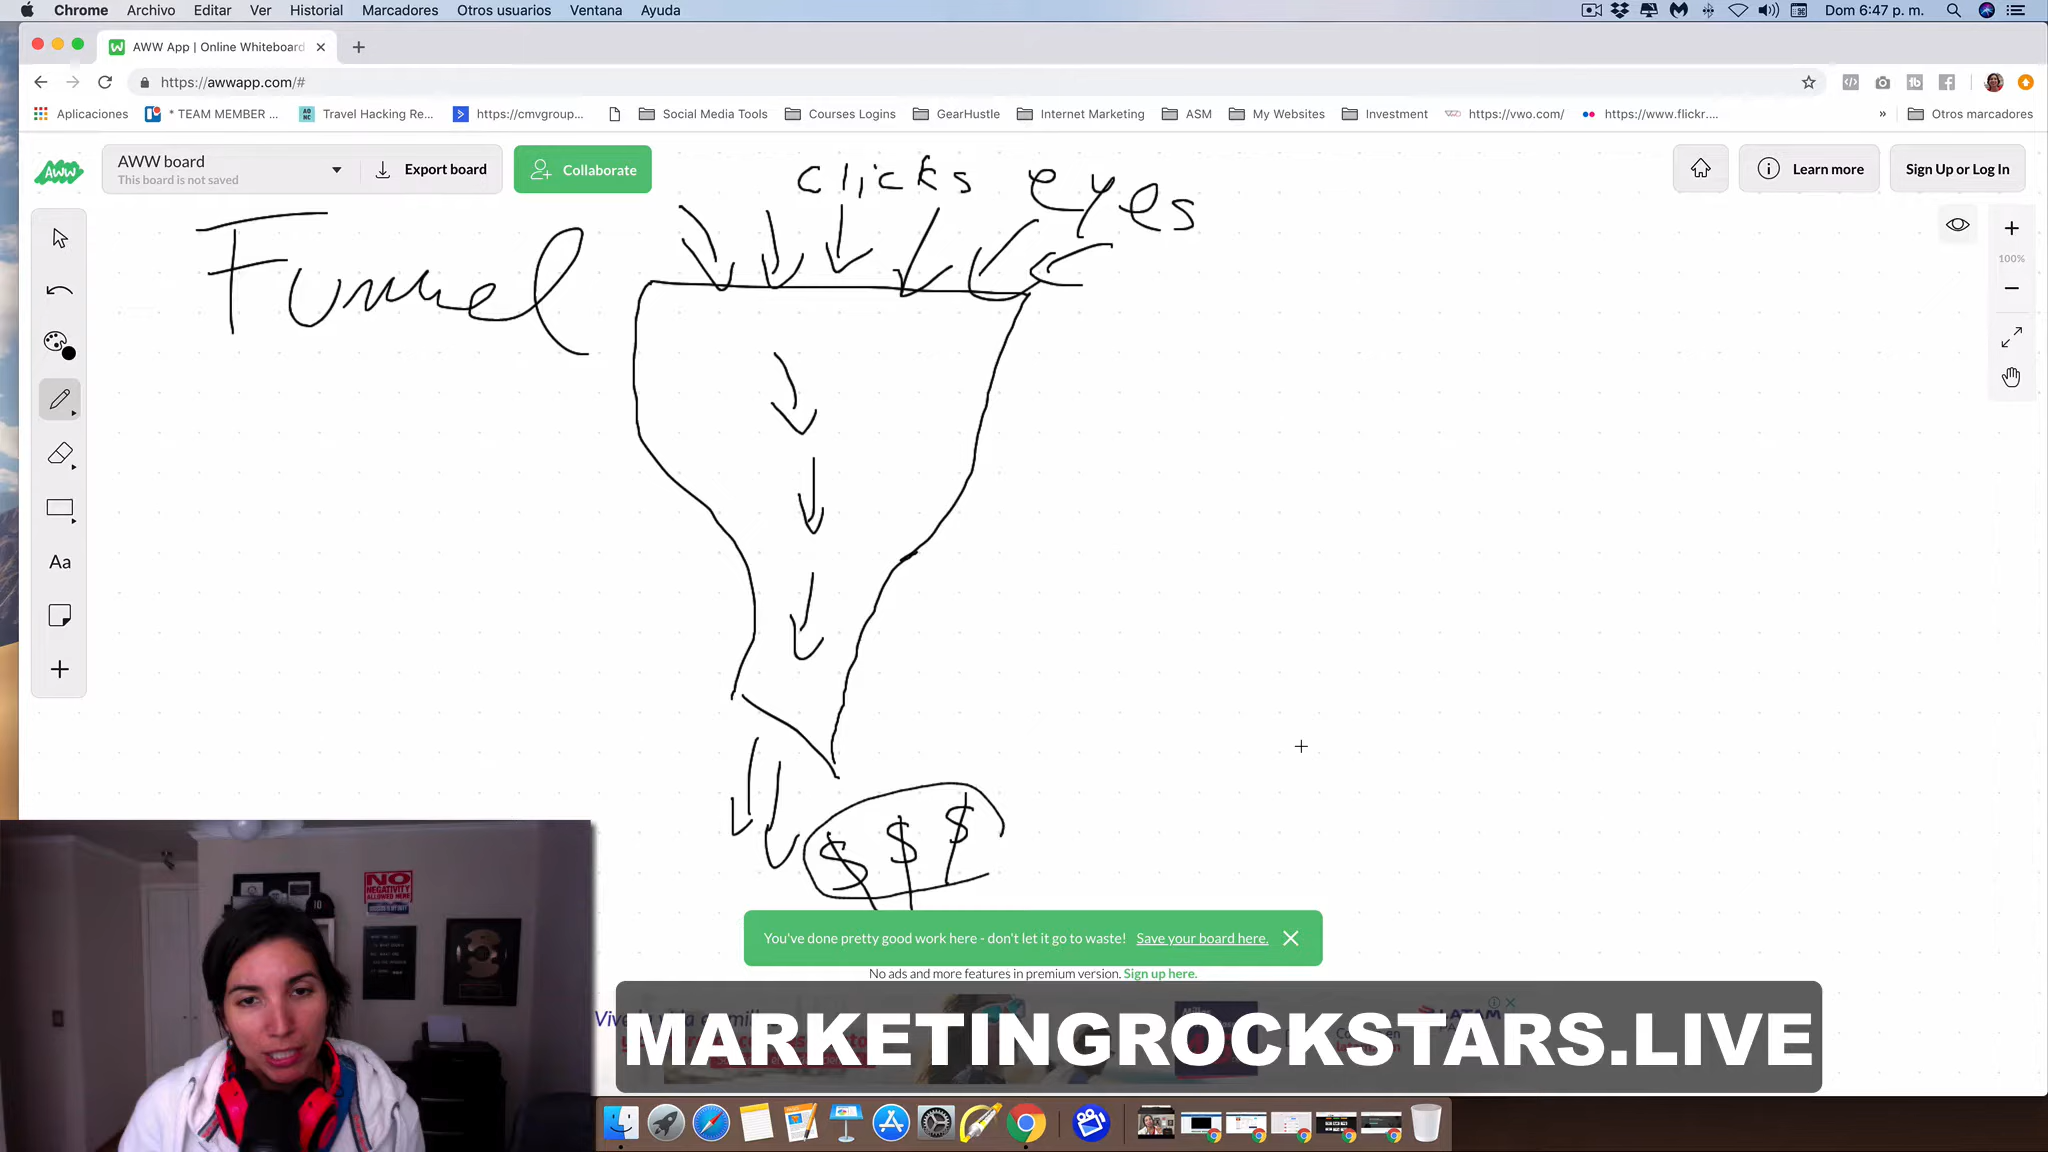 Chrome Archivo Editar Ver Historial Marcadores Otros usuarios Ventana Ayuda
Dom 6:47 p. m.
AWW App | Online Whiteboard
https://awwapp.com/#
Aplicaciones * TEAM MEMBER ... Travel Hacking Re... https://cmvgroup... Social Media Tools Courses Logins GearHustle Internet Marketing ASM My Websites Investment https://vwo.com/ https://www.flickr.... » Otros marcadores
AWW
AWW board
This board is not saved
Export board
Collaborate
Learn more
Sign Up or Log In
clicks eyes
Funnel
100%
Aa
$ $ $
NO
NEGATIVITY
ALLOWED HERE
10
You've done pretty good work here - don't let it go to waste! Save your board here.
No ads and more features in premium version. Sign up here.
LATAM
MARKETINGROCKSTARS.LIVE